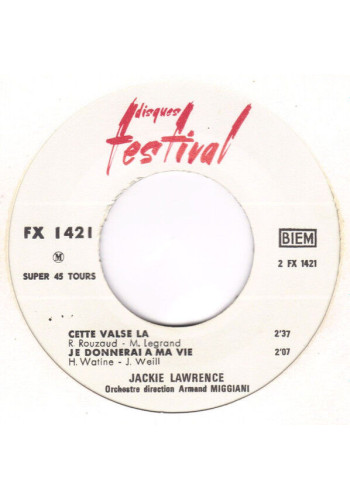 disques
festival
FX 1421
BIEM
M
2 FX 1421
SUPER 45 TOURS
CETTE VALSE LA 2'37
R. Rouzaud - M. Legrand
JE DONNERAI A MA VIE 2'07
H. Watine - J. Weill
JACKIE LAWRENCE
Orchestre direction Armand MIGGIANI